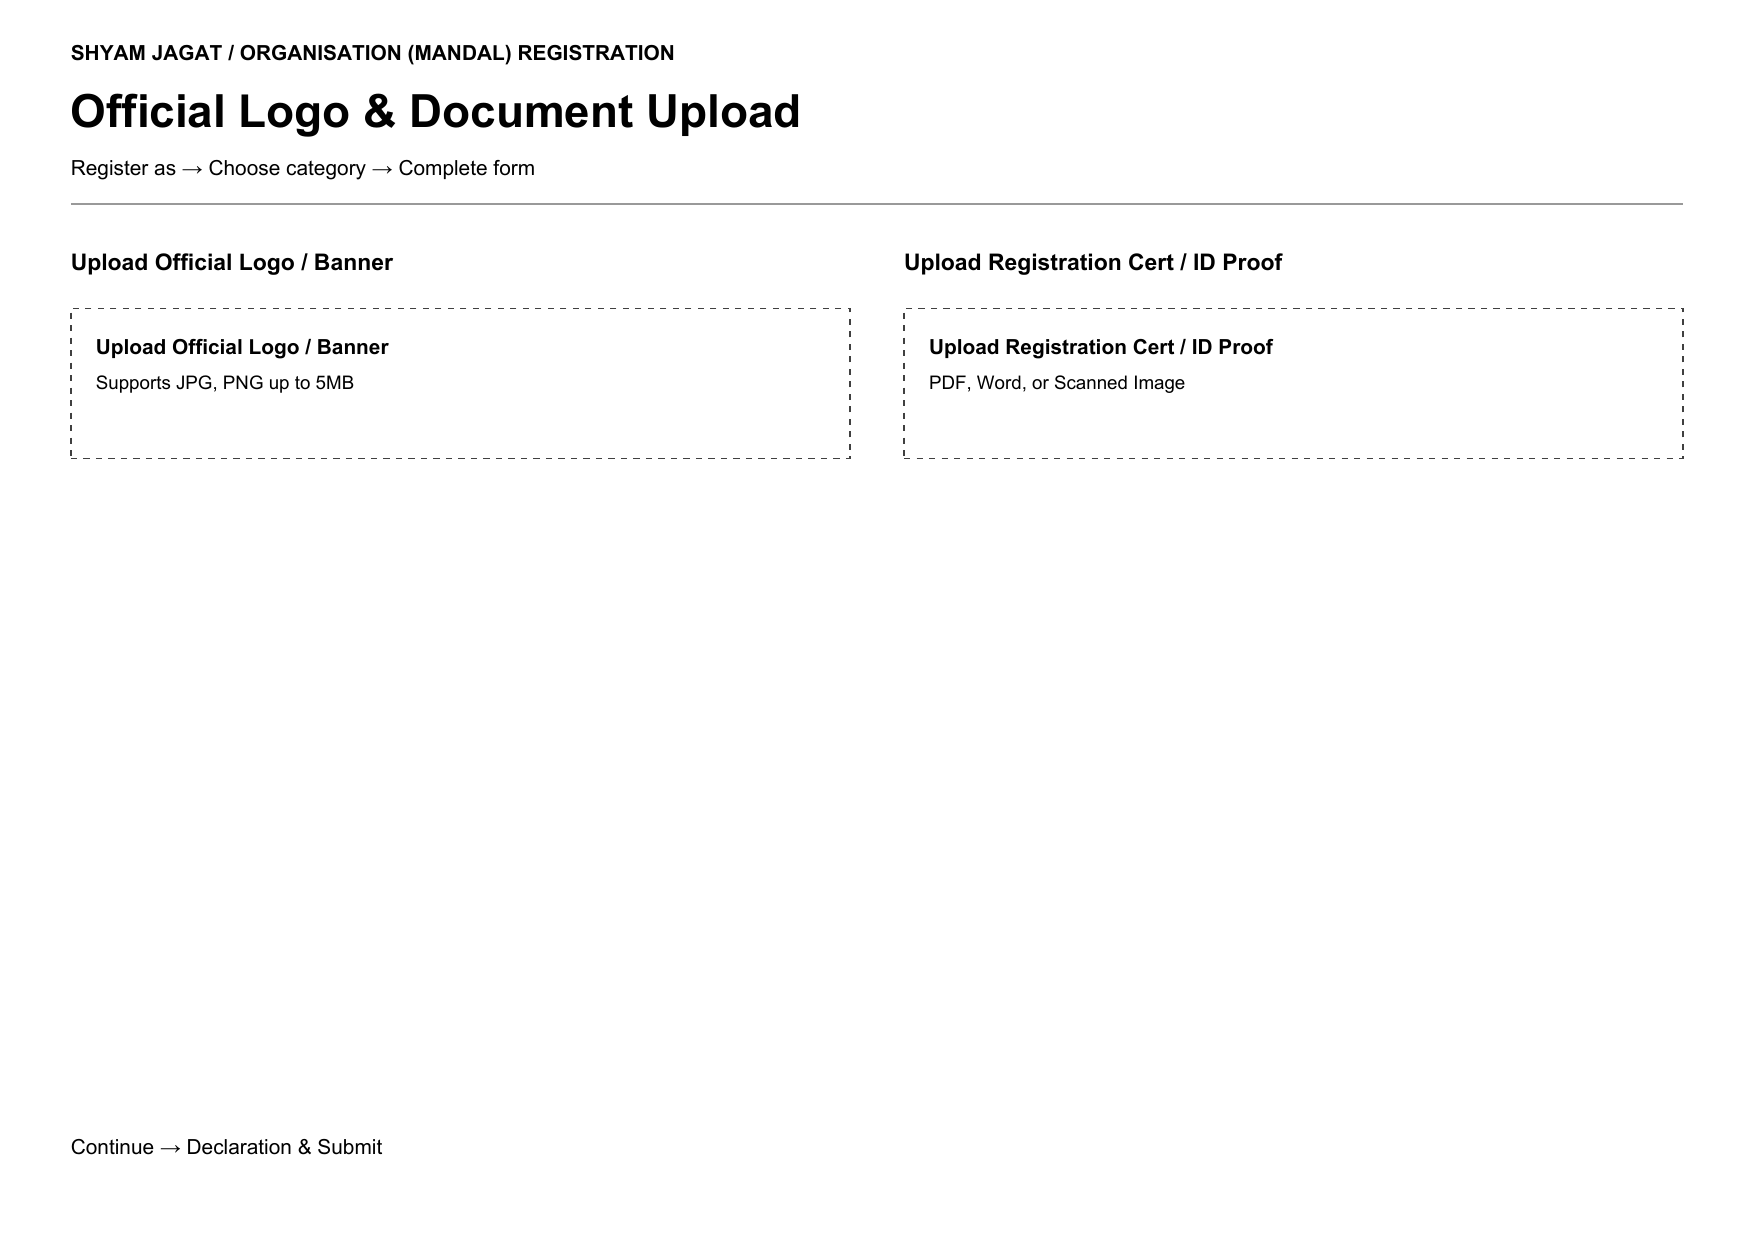 SHYAM JAGAT / ORGANISATION (MANDAL) REGISTRATION
Official Logo & Document Upload
Register as → Choose category → Complete form
Upload Official Logo / Banner
Upload Official Logo / Banner
Supports JPG, PNG up to 5MB
Upload Registration Cert / ID Proof
Upload Registration Cert / ID Proof
PDF, Word, or Scanned Image
Continue → Declaration & Submit